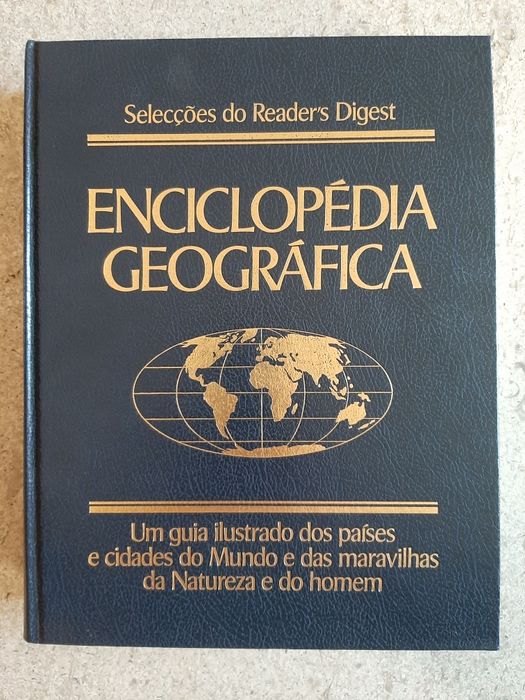 Selecções do Reader's Digest
ENCICLOPÉDIA
GEOGRÁFICA
Um guia ilustrado dos países
e cidades do Mundo e das maravilhas
da Natureza e do homem